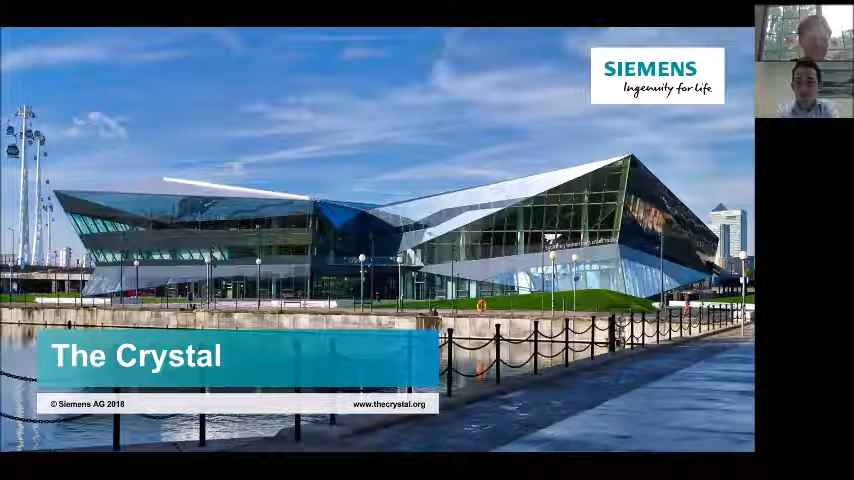 SIEMENS
Ingenuity for life
The Crystal
© Siemens AG 2018
www.thecrystal.org